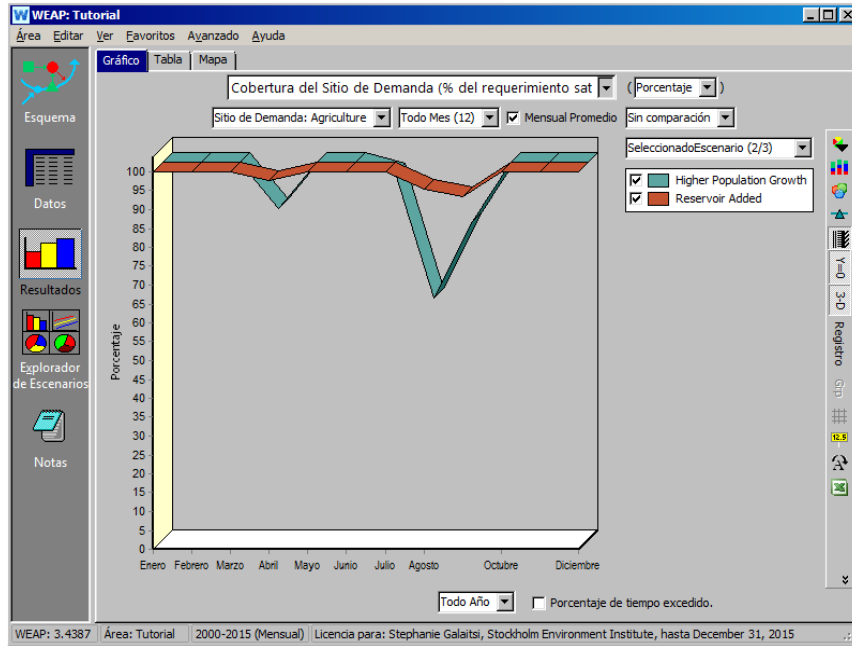 WEAP: Tutorial
Área Editar Ver Favoritos Avanzado Ayuda
Gráfico Tabla Mapa
Cobertura del Sitio de Demanda (% del requerimiento sat
( Porcentaje )
Sitio de Demanda: Agriculture
Todo Mes (12)
Mensual Promedio
Sin comparación
SeleccionadoEscenario (2/3)
Higher Population Growth
Reservoir Added
Esquema
Datos
Resultados
Explorador
de Escenarios
Notas
Porcentaje
100
95
90
85
80
75
70
65
60
55
50
45
40
35
30
25
20
15
10
5
0
Enero Febrero Marzo Abril Mayo Junio Julio Agosto Octubre Diciembre
Y=0
3-D
Registro
Grp
12.5
Todo Año
Porcentaje de tiempo excedido.
WEAP: 3.4387 Área: Tutorial 2000-2015 (Mensual) Licencia para: Stephanie Galaitsi, Stockholm Environment Institute, hasta December 31, 2015